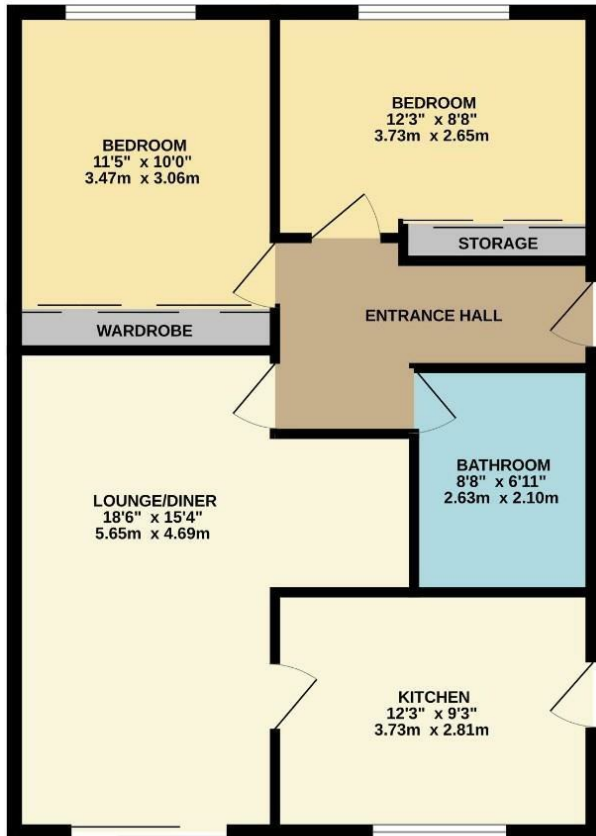 BEDROOM
11'5" x 10'0"
3.47m x 3.06m
BEDROOM
12'3" x 8'8"
3.73m x 2.65m
STORAGE
WARDROBE
ENTRANCE HALL
LOUNGE/DINER
18'6" x 15'4"
5.65m x 4.69m
BATHROOM
8'8" x 6'11"
2.63m x 2.10m
KITCHEN
12'3" x 9'3"
3.73m x 2.81m